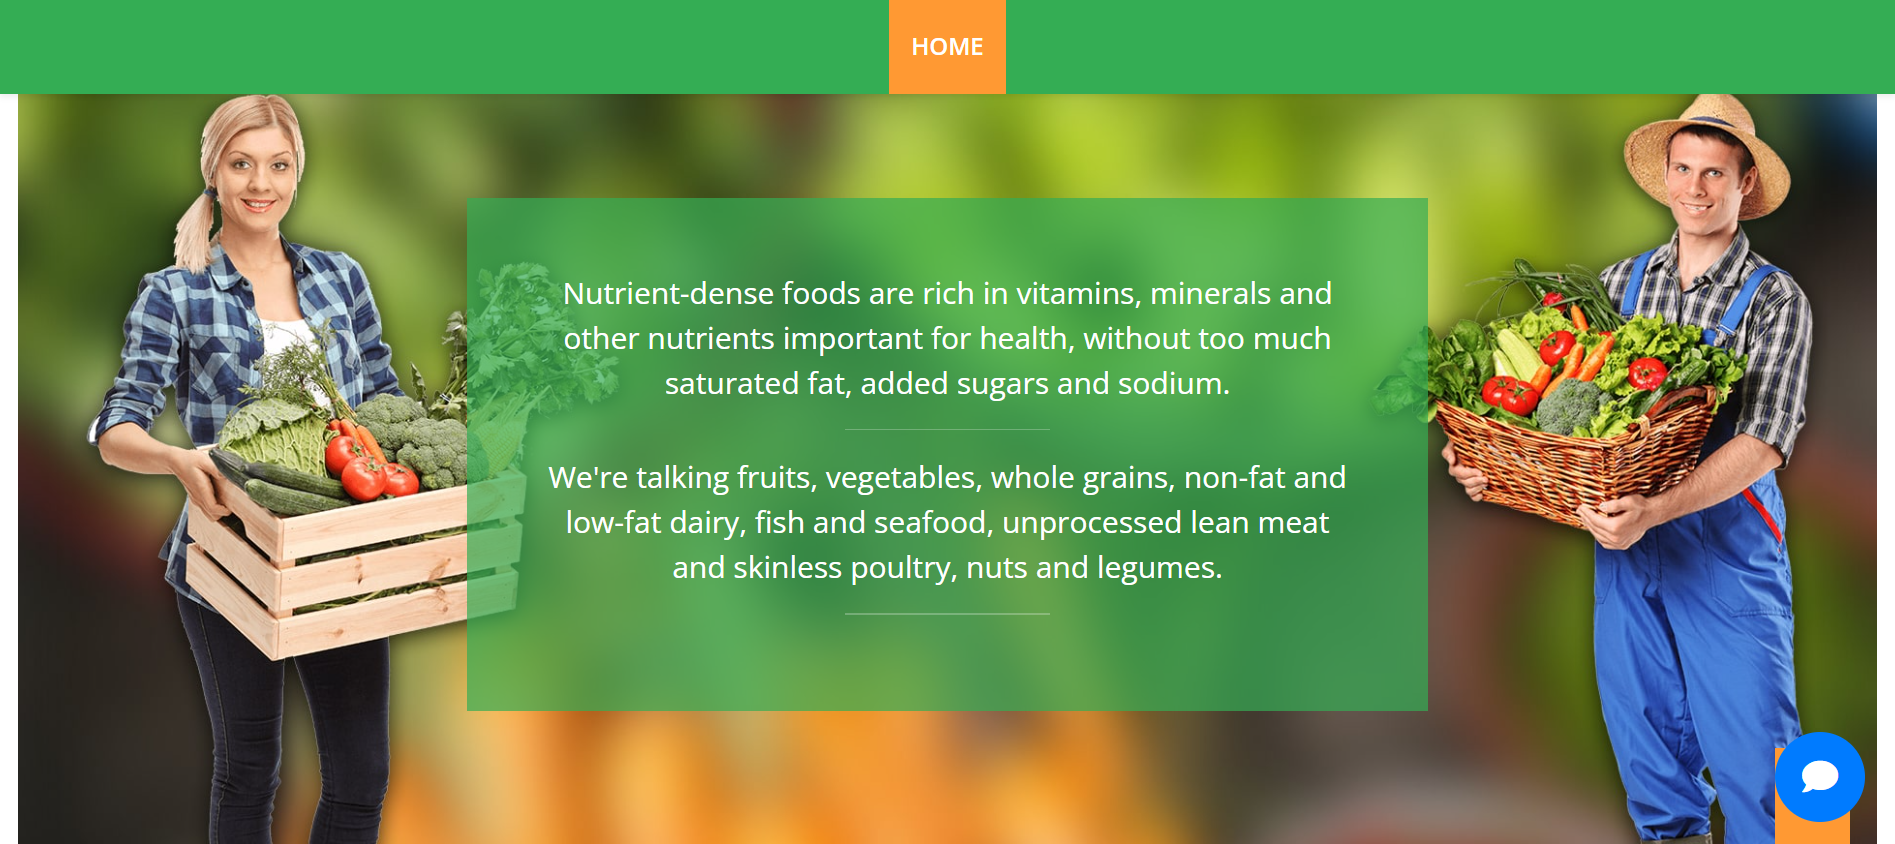 HOME
Nutrient-dense foods are rich in vitamins, minerals and
other nutrients important for health, without too much
saturated fat, added sugars and sodium.
We're talking fruits, vegetables, whole grains, non-fat and
low-fat dairy, fish and seafood, unprocessed lean meat
and skinless poultry, nuts and legumes.